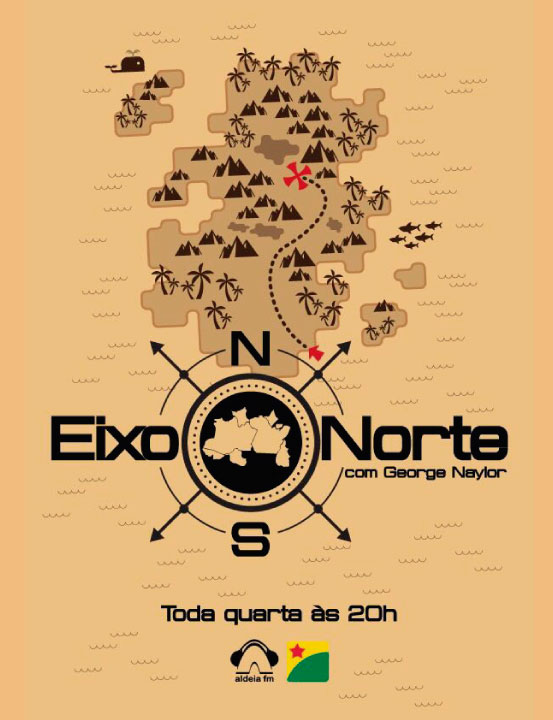 N
Eixo Norte
com George Naylor
S
Toda quarta às 20h
aldeia fm